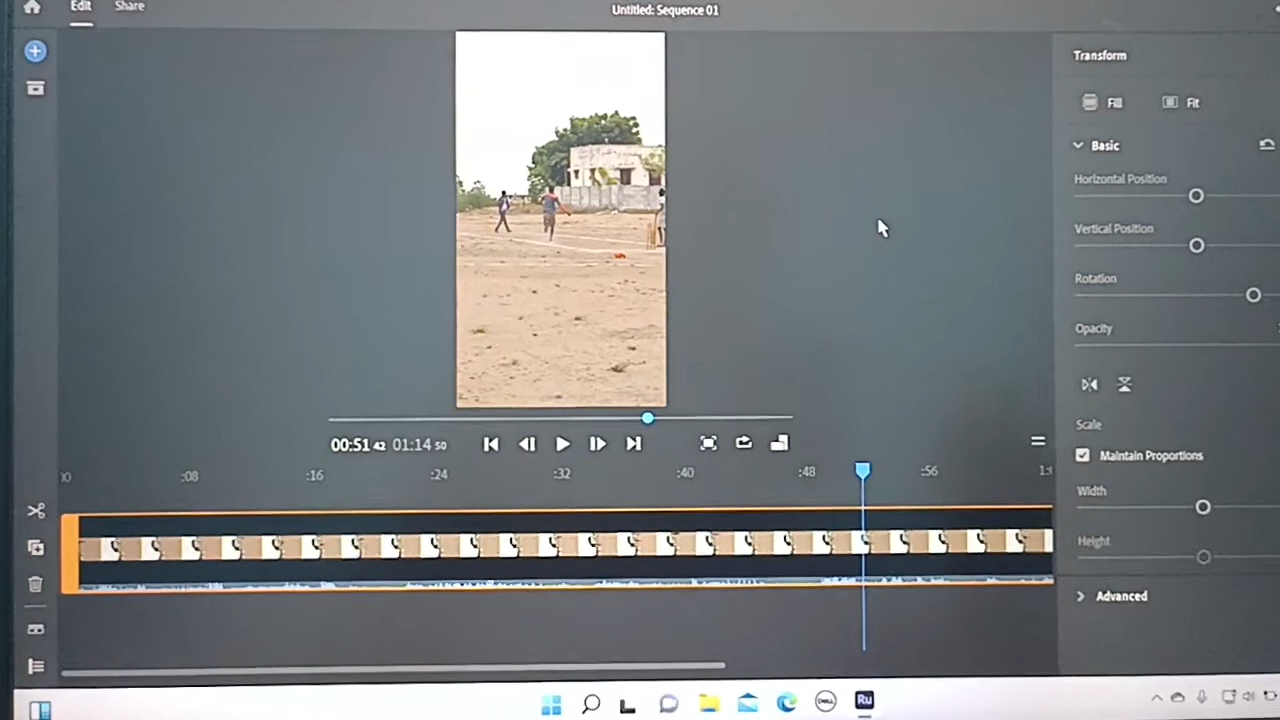 Edit Share
Untitled: Sequence 01
Transform
Fill Fit
Basic
Horizontal Position
Vertical Position
Rotation
Opacity
Scale
Maintain Proportions
Width
Height
Advanced
00:51 42 01:14 50
:08 :16 :24 :32 :40 :48 :56
DELL
Ru